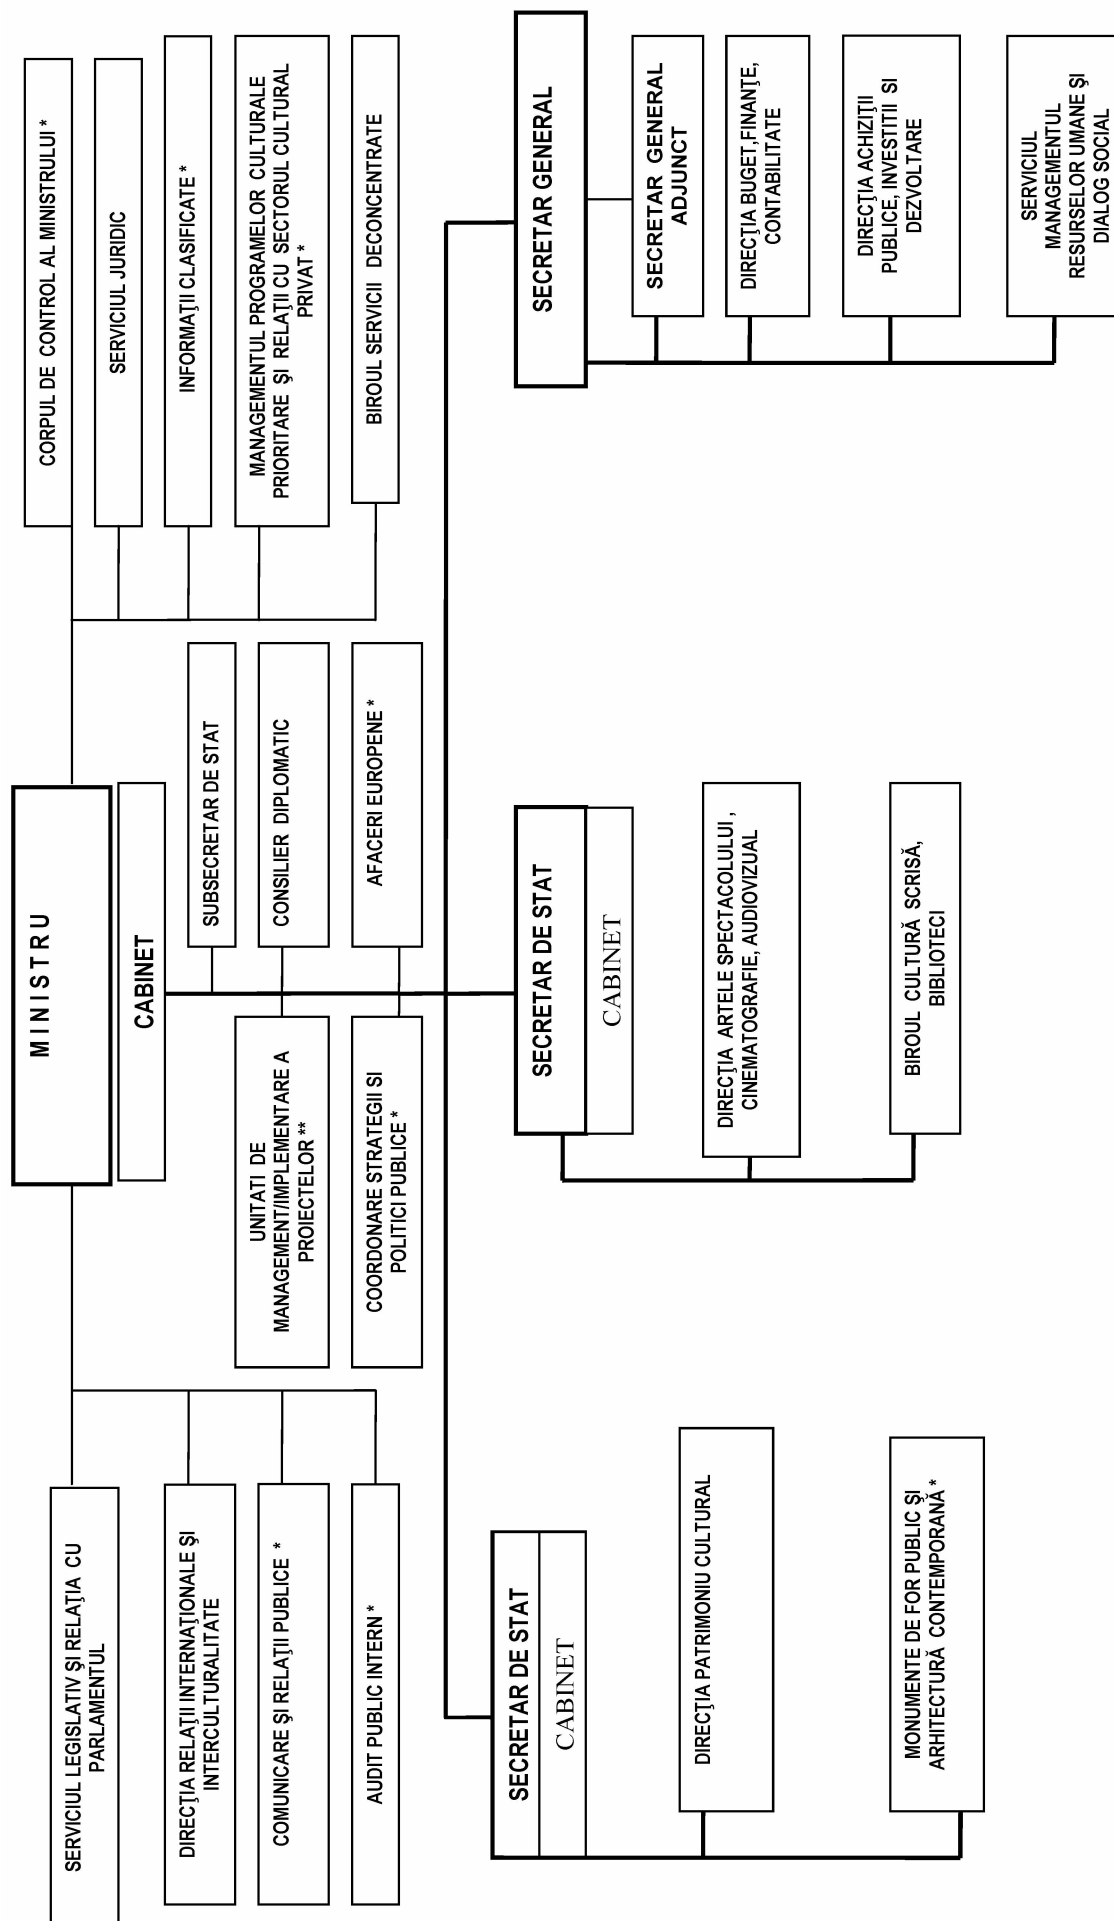 M I N I S T R U
CABINET
SERVICIUL LEGISLATIV ŞI RELAŢIA CU
PARLAMENTUL
DIRECŢIA RELAŢII INTERNAŢIONALE ŞI
INTERCULTURALITATE
COMUNICARE ŞI RELAŢII PUBLICE *
AUDIT PUBLIC INTERN *
UNITATI DE
MANAGEMENT/IMPLEMENTARE A
PROIECTELOR **
COORDONARE STRATEGII SI
POLITICI PUBLICE *
SUBSECRETAR DE STAT
CONSILIER DIPLOMATIC
AFACERI EUROPENE *
CORPUL DE CONTROL AL MINISTRULUI *
SERVICIUL JURIDIC
INFORMAŢII CLASIFICATE *
MANAGEMENTUL PROGRAMELOR CULTURALE
PRIORITARE ŞI RELAŢII CU SECTORUL CULTURAL
PRIVAT *
BIROUL SERVICII DECONCENTRATE
SECRETAR DE STAT
CABINET
DIRECŢIA PATRIMONIU CULTURAL
MONUMENTE DE FOR PUBLIC ŞI
ARHITECTURĂ CONTEMPORANĂ *
SECRETAR DE STAT
CABINET
DIRECŢIA ARTELE SPECTACOLULUI ,
CINEMATOGRAFIE, AUDIOVIZUAL
BIROUL CULTURĂ SCRISĂ,
BIBLIOTECI
SECRETAR GENERAL
SECRETAR GENERAL
ADJUNCT
DIRECŢIA BUGET,FINANŢE,
CONTABILITATE
DIRECŢIA ACHIZIŢII
PUBLICE, INVESTITII SI
DEZVOLTARE
SERVICIUL
MANAGEMENTUL
RESURSELOR UMANE ŞI
DIALOG SOCIAL